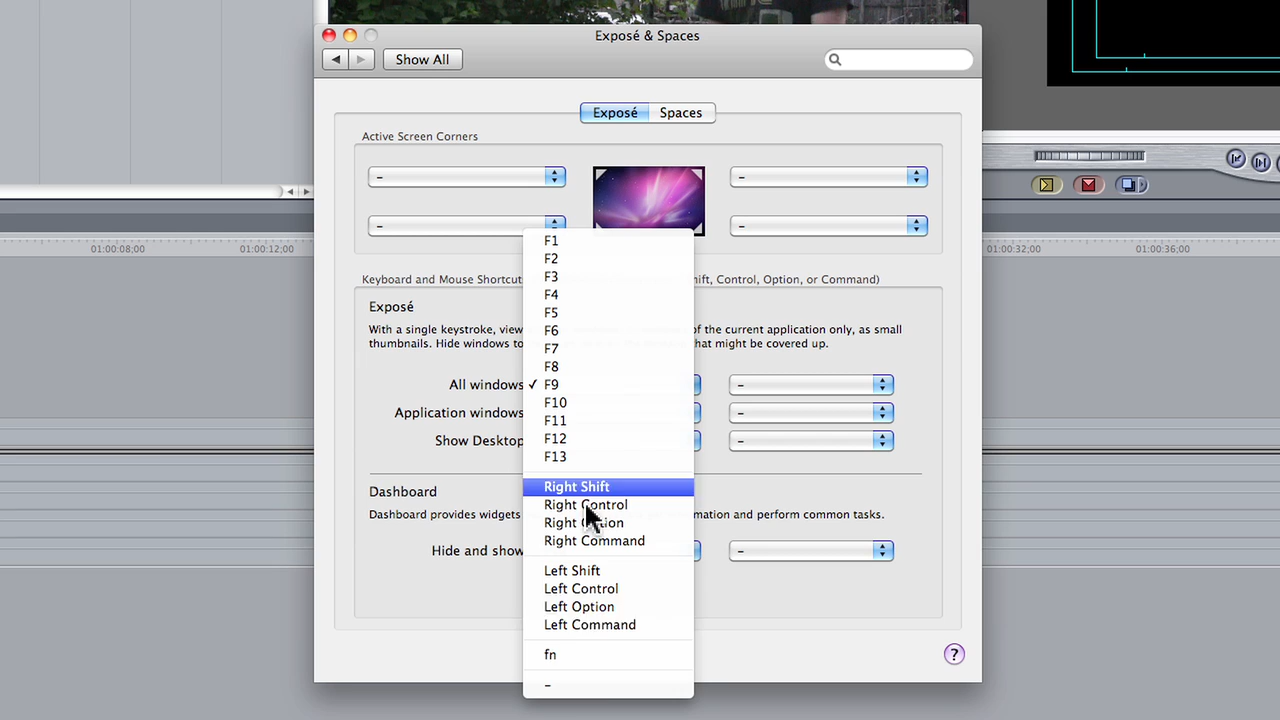 Exposé & Spaces
Show All
Exposé
Spaces
Active Screen Corners
–
–
–
–
01:00:08;00
01:00:12;00
01:00:32;00
01:00:36;00
Keyboard and Mouse Shortcuts
hift, Control, Option, or Command)
Exposé
With a single keystroke, view
of the current application only, as small
thumbnails. Hide windows to
that might be covered up.
All windows
–
Application windows
–
Show Desktop
–
Dashboard
Dashboard provides widgets
mation and perform common tasks.
Hide and show
–
F1
F2
F3
F4
F5
F6
F7
F8
✓ F9
F10
F11
F12
F13
Right Shift
Right Control
Right Option
Right Command
Left Shift
Left Control
Left Option
Left Command
fn
–
?